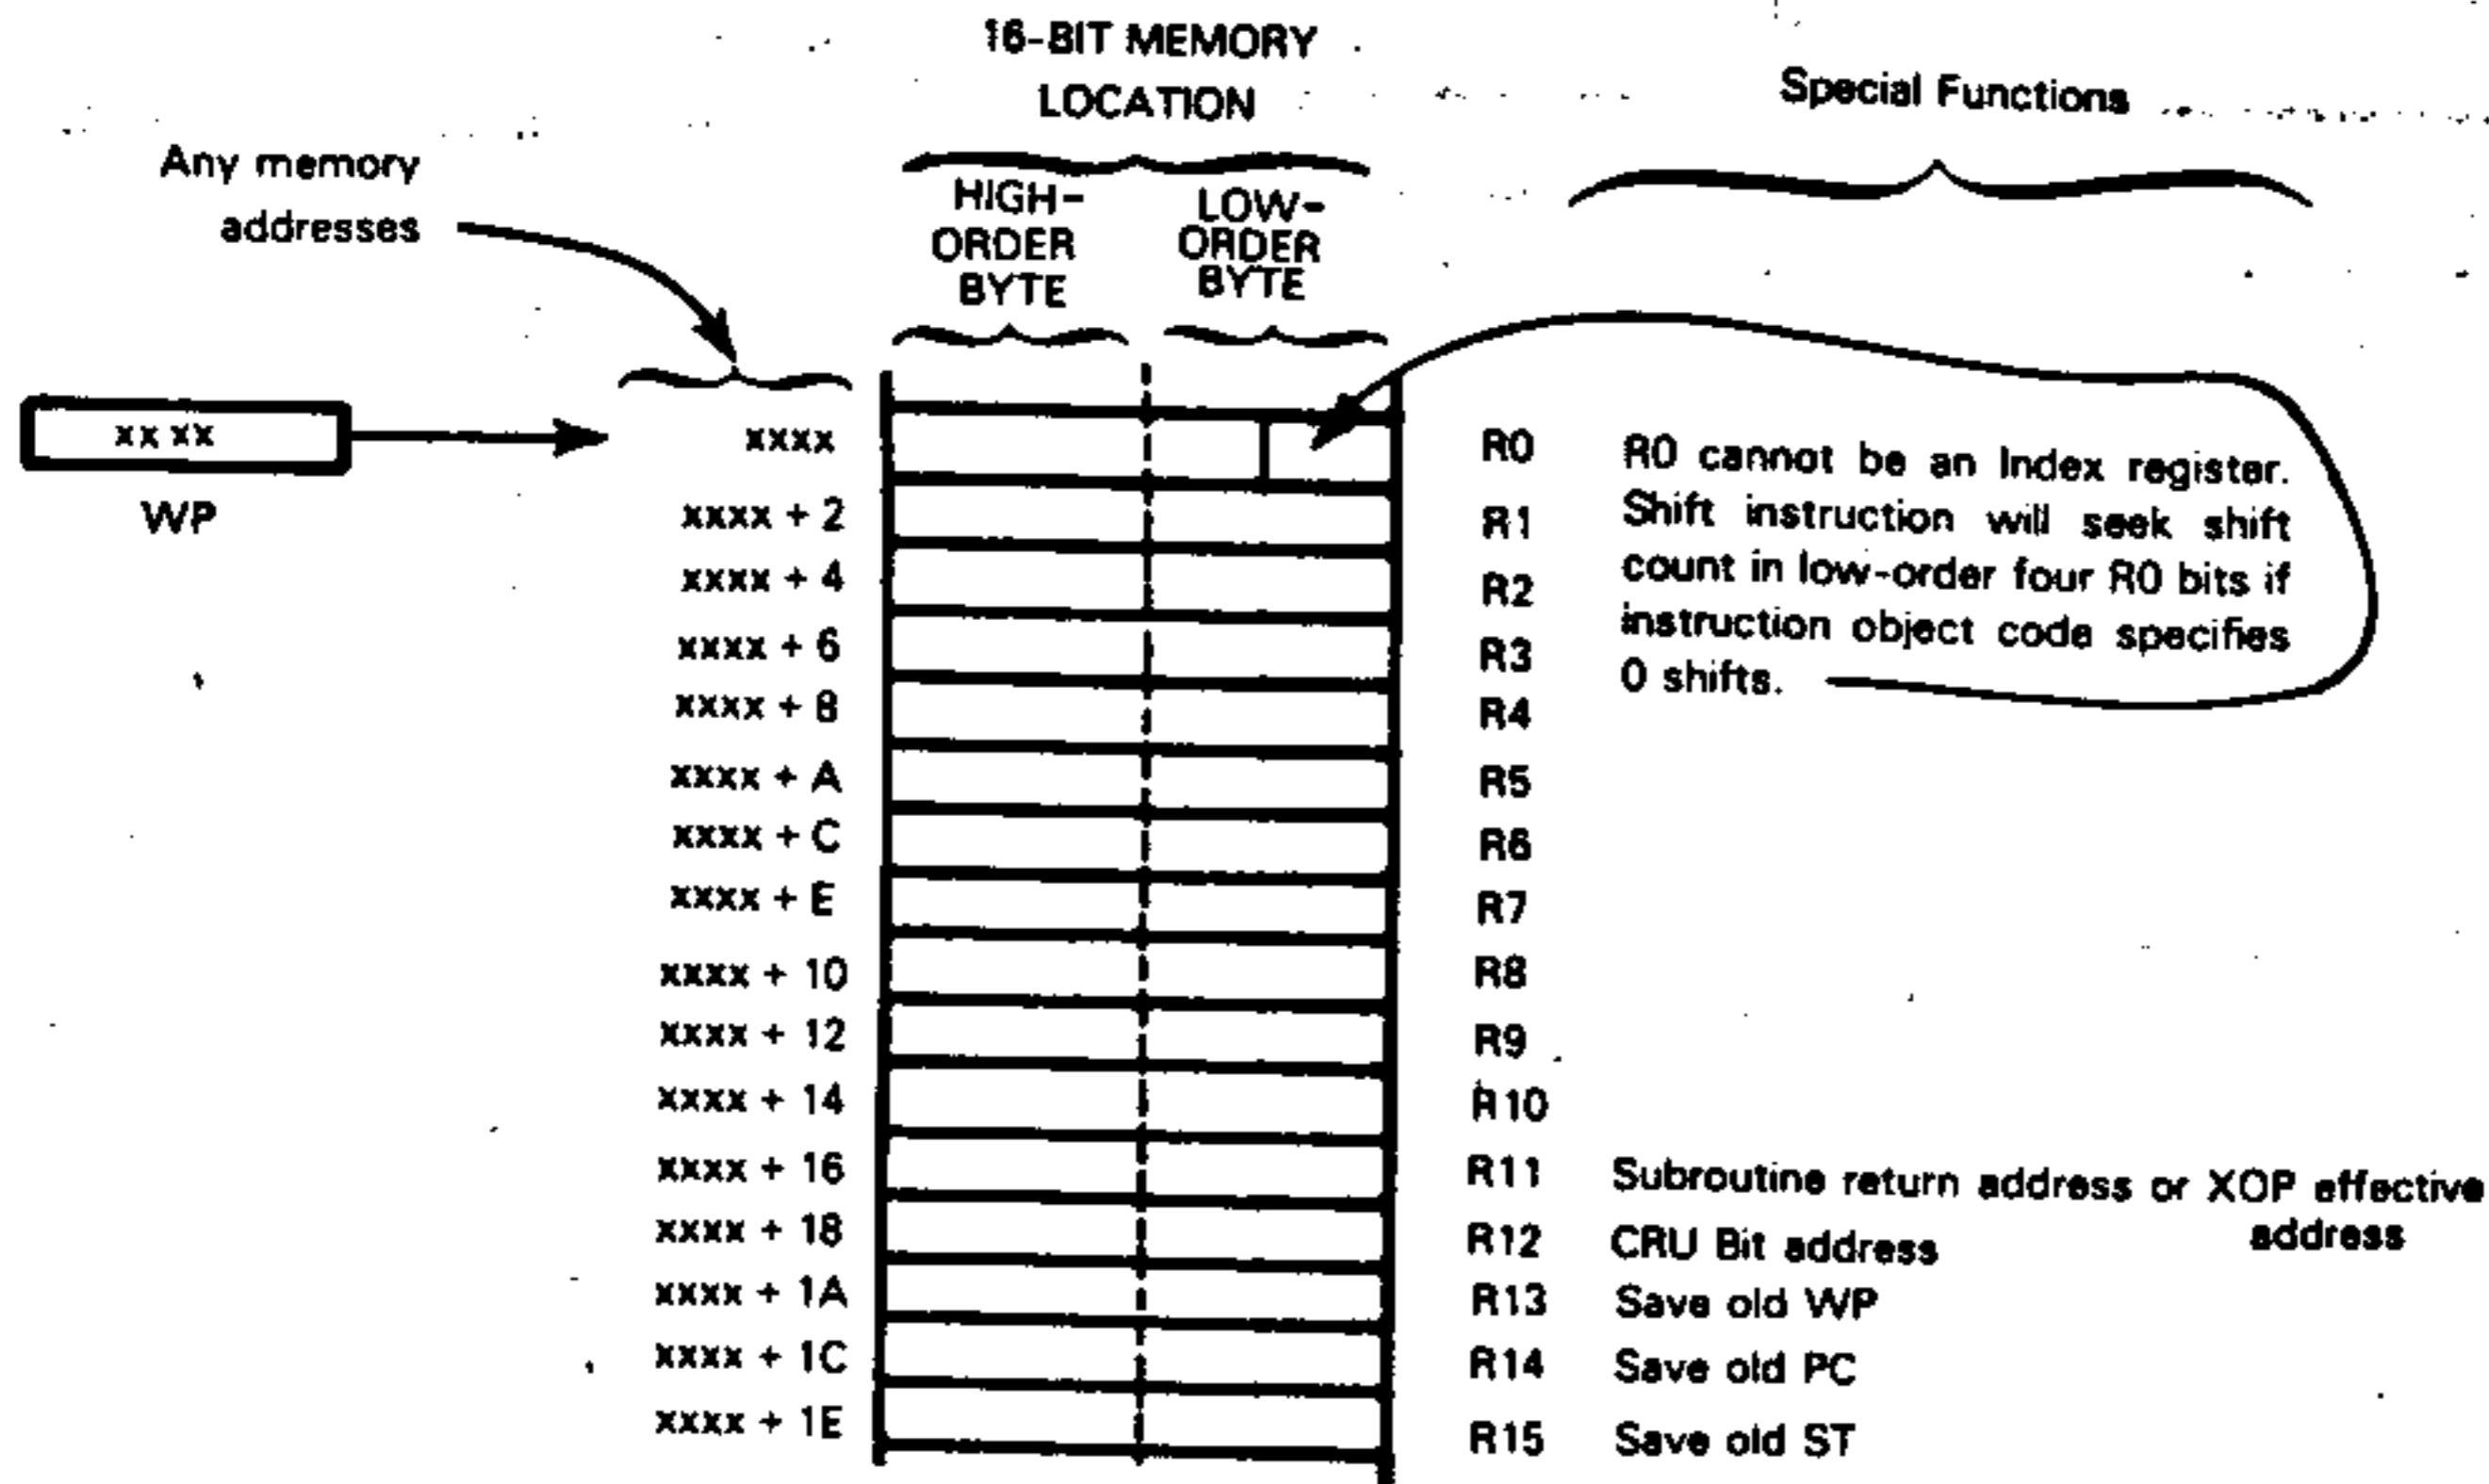 16-BIT MEMORY
LOCATION
Special Functions
Any memory
addresses
HIGH-
ORDER
BYTE
LOW-
ORDER
BYTE
xx xx
WP
xxxx R0
xxxx + 2 R1
xxxx + 4 R2
xxxx + 6 R3
xxxx + 8 R4
xxxx + A R5
xxxx + C R6
xxxx + E R7
xxxx + 10 R8
xxxx + 12 R9
xxxx + 14 R10
xxxx + 16 R11 Subroutine return address or XOP effective
address
xxxx + 18 R12 CRU Bit address
xxxx + 1A R13 Save old WP
xxxx + 1C R14 Save old PC
xxxx + 1E R15 Save old ST
R0 cannot be an Index register.
Shift instruction will seek shift
count in low-order four R0 bits if
instruction object code specifies
0 shifts.